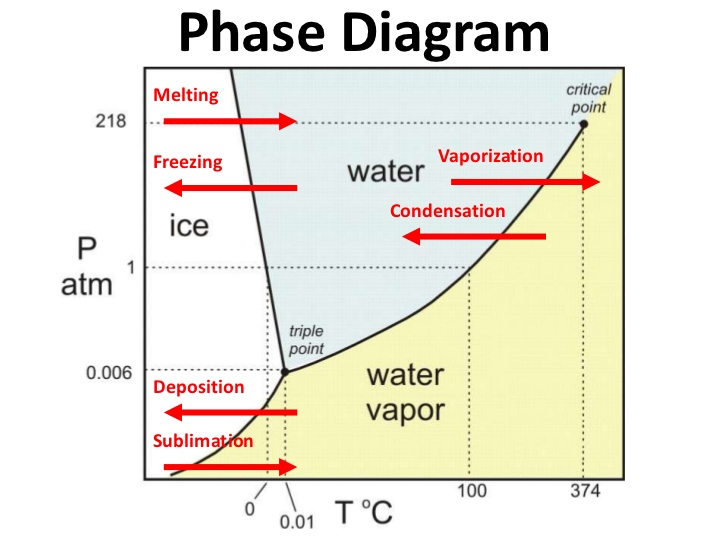 Phase Diagram
Melting
critical
point
218
Freezing
water
Vaporization
Condensation
ice
P
atm
1
triple
point
0.006
Deposition
water
vapor
Sublimation
0
0.01
T °C
100
374